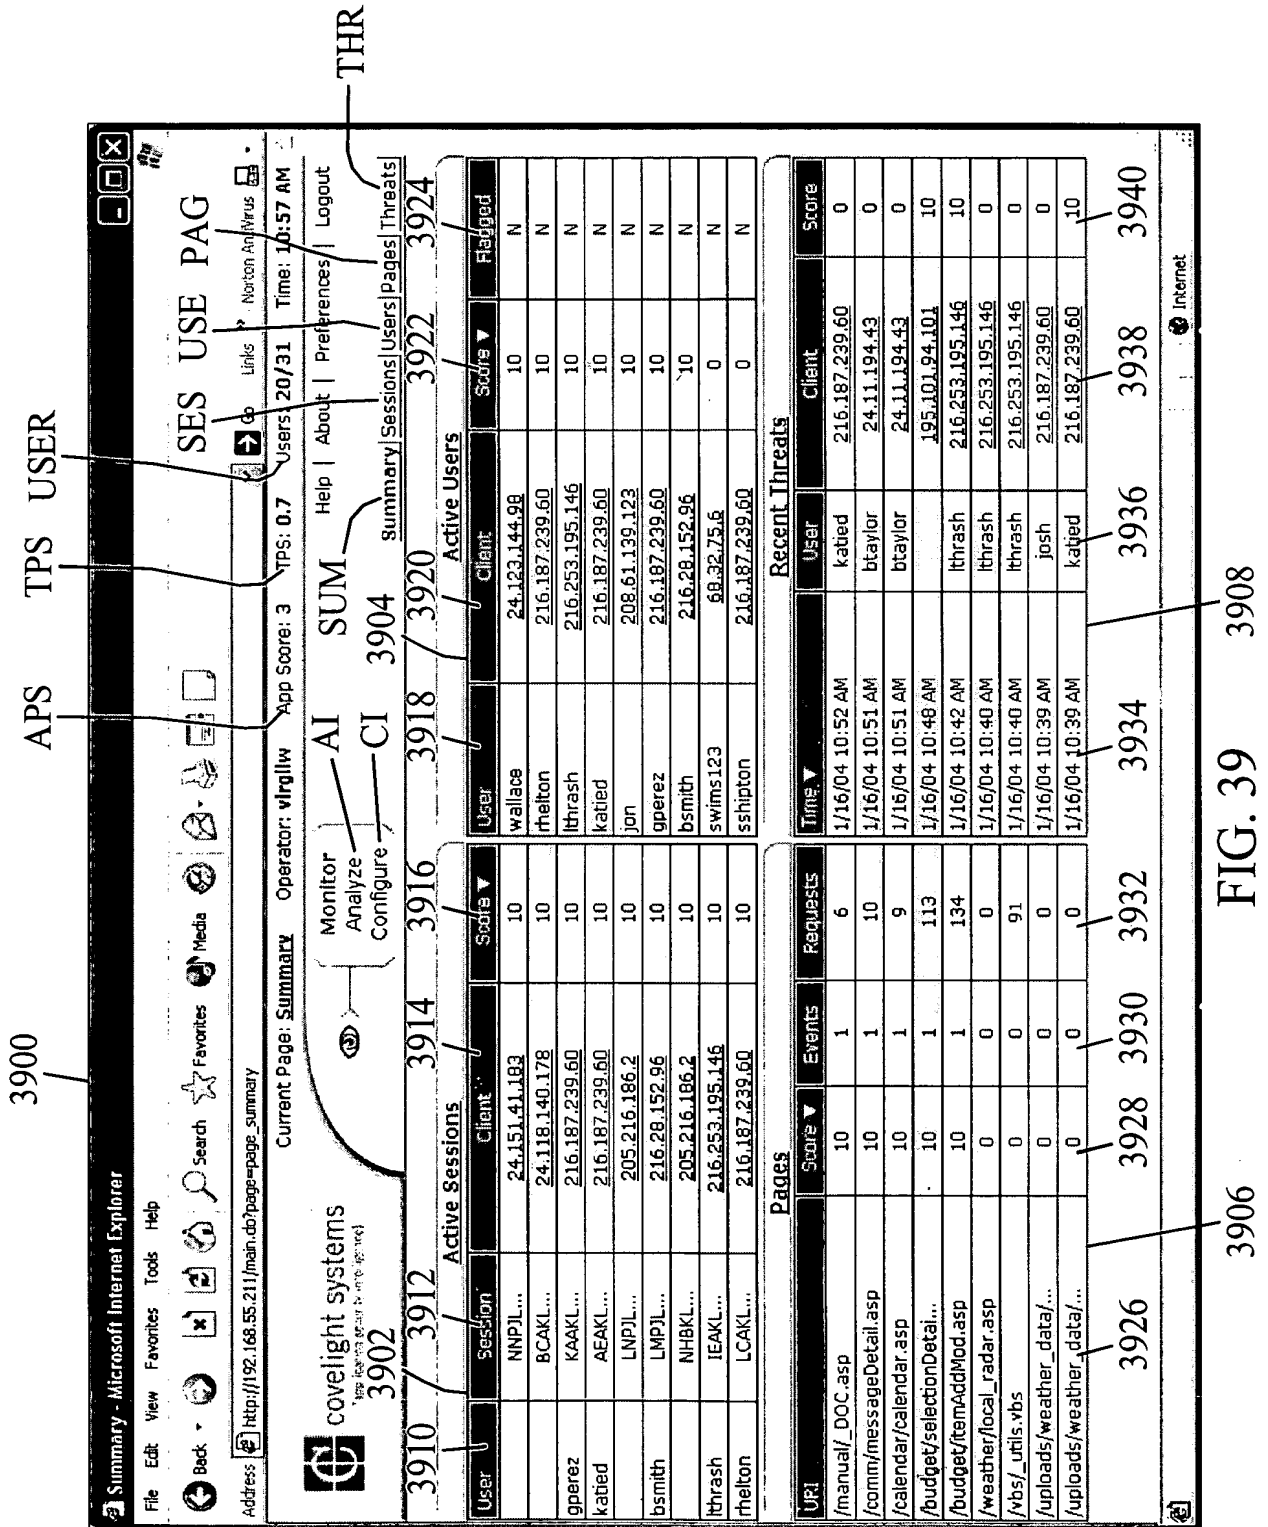 3900
APS TPS USER
SES USE PAG
THR
Summary - Microsoft Internet Explorer
File Edit View Favorites Tools Help
Back Search Favorites Media
Address http://192.168.55.211/main.do?page=page_summary Go Links » Norton AntiVirus
Current Page: Summary Operator: virgllw App Score: 3 TPS: 0.7 Users: 20/31 Time: 10:57 AM
covelight systems
Monitor
Analyze
Configure
AI
CI
SUM
Help | About | Preferences | Logout
Summary|Sessions|Users|Pages|Threats
3910 3902 3912 3914 3916 3918 3904 3920 3922 3924
Active Sessions
User Session Client Score ▼
NNPJL... 24.151.41.183 10
BCAKL... 24.118.140.178 10
gperez KAAKL... 216.187.239.60 10
katied AEAKL... 216.187.239.60 10
LNPJL... 205.216.186.2 10
bsmith LMPJL... 216.28.152.96 10
NHBKL... 205.216.186.2 10
lthrash IEAKL... 216.253.195.146 10
rhelton LCAKL... 216.187.239.60 10
Active Users
User Client Score ▼ Flagged
wallace 24.123.144.98 10 N
rhelton 216.187.239.60 10 N
lthrash 216.253.195.146 10 N
katied 216.187.239.60 10 N
jon 208.61.139.123 10 N
gperez 216.187.239.60 10 N
bsmith 216.28.152.96 10 N
swims123 68.32.75.6 0 N
sshipton 216.187.239.60 0 N
Pages
URI Score ▼ Events Requests
/manual/_DOC.asp 10 1 6
/comm/messageDetail.asp 10 1 10
/calendar/calendar.asp 10 1 9
/budget/selectionDetai... 10 1 113
/budget/itemAddMod.asp 10 1 134
/weather/local_radar.asp 0 0 0
/vbs/_utils.vbs 0 0 91
/uploads/weather_data/... 0 0 0
/uploads/weather_data/... 0 0 0
Recent Threats
Time ▼ User Client Score
1/16/04 10:52 AM katied 216.187.239.60 0
1/16/04 10:51 AM btaylor 24.11.194.43 0
1/16/04 10:51 AM btaylor 24.11.194.43 0
1/16/04 10:48 AM 195.101.94.101 10
1/16/04 10:42 AM lthrash 216.253.195.146 10
1/16/04 10:40 AM lthrash 216.253.195.146 0
1/16/04 10:40 AM lthrash 216.253.195.146 0
1/16/04 10:39 AM josh 216.187.239.60 0
1/16/04 10:39 AM katied 216.187.239.60 10
Internet
3926 3928 3930 3932 3934 3936 3938 3940
3906 3908
FIG. 39